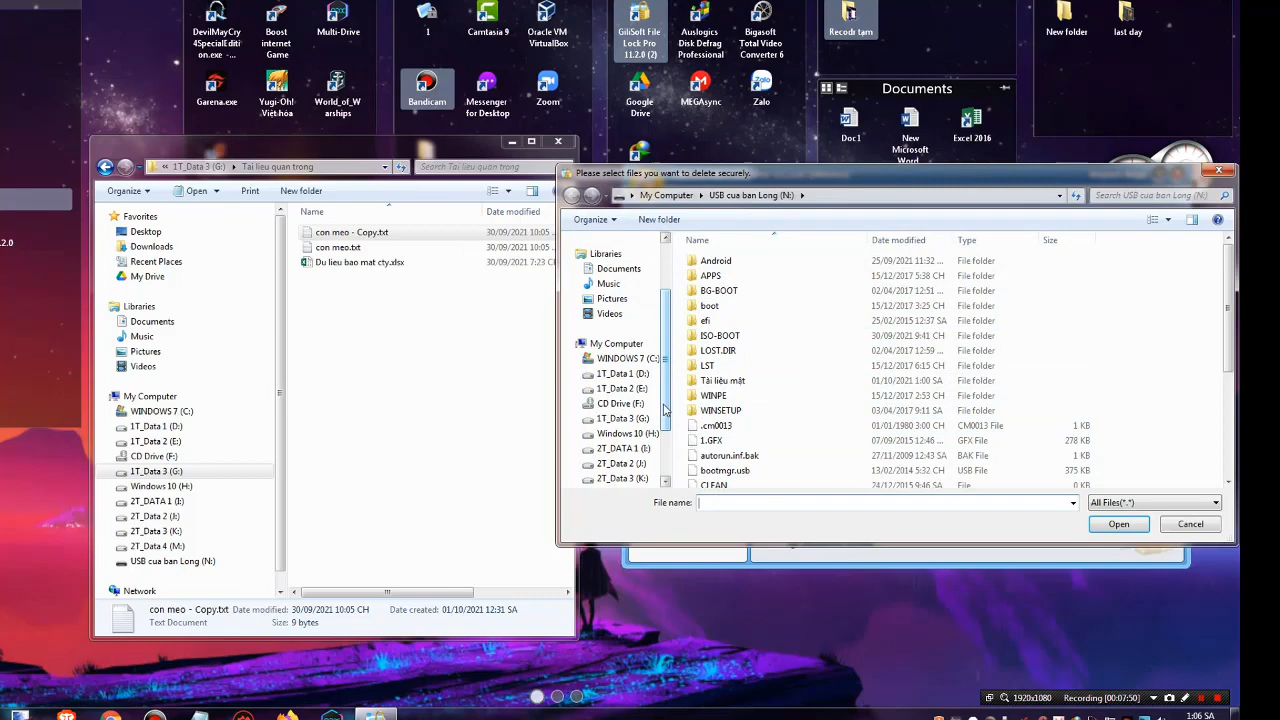 DevilMayCry
4SpecialEditi
on.exe -...
Boost
internet
Game
Multi-Drive
1
Camtasia 9
Oracle VM
VirtualBox
GiliSoft File
Lock Pro
11.2.0 (2)
Auslogics
Disk Defrag
Professional
Bigasoft
Total Video
Converter 6
Recodr tam
New folder
last day
Garena.exe
Yugi-Oh!
Việt hóa
World_of_W
arships
Bandicam
Messenger
for Desktop
Zoom
Google
Drive
MEGAsync
Zalo
Documents
Doc1
New
Microsoft
Word
Excel 2016
.2.0
« 1T_Data 3 (G:) Tai lieu quan trong
Search Tai lieu quan trong
Organize Open Print New folder
Name Date modified
con meo - Copy.txt 30/09/2021 10:05
con meo.txt 30/09/2021 10:05
Du lieu bao mat cty.xlsx 30/09/2021 7:23 C
Favorites
Desktop
Downloads
Recent Places
My Drive
Libraries
Documents
Music
Pictures
Videos
My Computer
WINDOWS 7 (C:)
1T_Data 1 (D:)
1T_Data 2 (E:)
CD Drive (F:)
1T_Data 3 (G:)
Windows 10 (H:)
2T_DATA 1 (I:)
2T_Data 2 (J:)
2T_Data 3 (K:)
2T_Data 4 (M:)
USB cua ban Long (N:)
Network
con meo - Copy.txt Date modified: 30/09/2021 10:05 CH Date created: 01/10/2021 12:31 SA
Text Document Size: 9 bytes
Please select files you want to delete securely.
My Computer USB cua ban Long (N:)
Search USB cua ban Long (N:)
Organize New folder
Libraries
Documents
Music
Pictures
Videos
My Computer
WINDOWS 7 (C:)
1T_Data 1 (D:)
1T_Data 2 (E:)
CD Drive (F:)
1T_Data 3 (G:)
Windows 10 (H:)
2T_DATA 1 (I:)
2T_Data 2 (J:)
2T_Data 3 (K:)
Name Date modified Type Size
Android 25/09/2021 11:32 ... File folder
APPS 15/12/2017 5:38 CH File folder
BG-BOOT 02/04/2017 12:00 ... File folder
boot 15/12/2017 3:25 CH File folder
efi 25/02/2015 12:37 SA File folder
ISO-BOOT 30/09/2021 9:41 CH File folder
LOST.DIR 02/04/2017 12:59 ... File folder
LST 15/12/2017 6:15 CH File folder
Tài liệu mật 01/10/2021 1:00 SA File folder
WINPE 15/12/2017 2:53 CH File folder
WINSETUP 03/04/2017 9:11 SA File folder
.cm0013 01/01/1980 3:00 CH CM0013 File 1 KB
1.GFX 07/09/2015 12:46 ... GFX File 278 KB
autorun.inf.bak 27/11/2009 12:43 SA BAK File 1 KB
bootmgr.usb 13/02/2014 5:32 CH USB File 375 KB
CLEAN 24/12/2015 9:46 SA File 0 KB
File name:
All Files(*.*)
Open Cancel
1920x1080 Recording [00:07:50]
1:06 SA